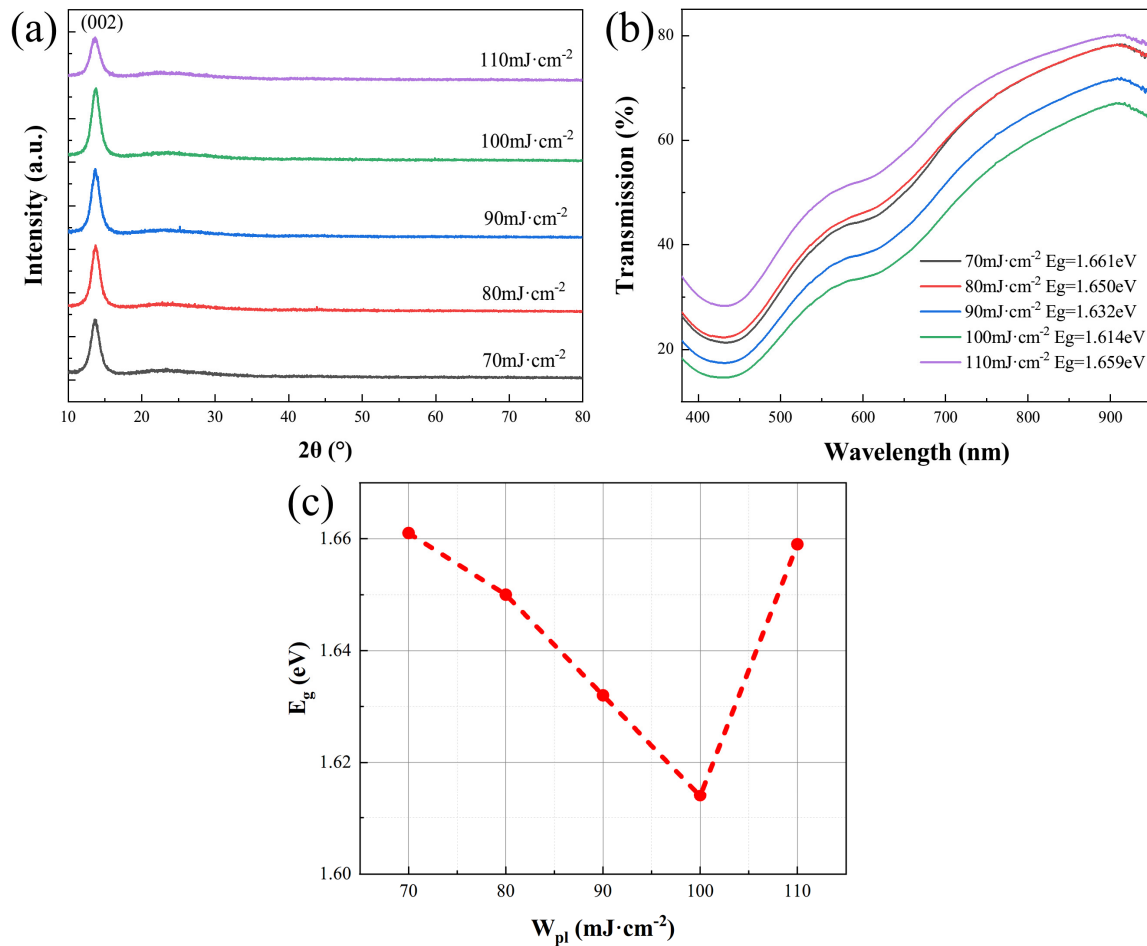 (a)
(002)
110mJ·cm⁻²
100mJ·cm⁻²
90mJ·cm⁻²
80mJ·cm⁻²
70mJ·cm⁻²
Intensity (a.u.)
10 20 30 40 50 60 70 80
2θ (°)
(b)
80
60
40
20
Transmission (%)
70mJ·cm⁻² Eg=1.661eV
80mJ·cm⁻² Eg=1.650eV
90mJ·cm⁻² Eg=1.632eV
100mJ·cm⁻² Eg=1.614eV
110mJ·cm⁻² Eg=1.659eV
400 500 600 700 800 900
Wavelength (nm)
(c)
1.66
1.64
1.62
1.60
E_g (eV)
70 80 90 100 110
W_pl (mJ·cm⁻²)